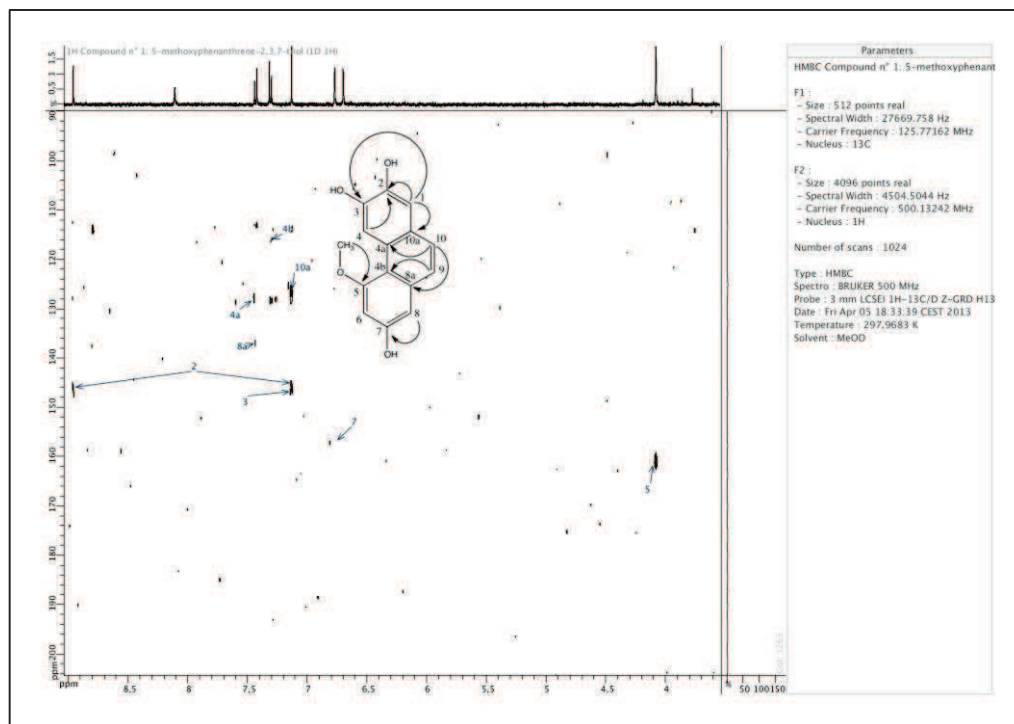 1H Compound n° 1: 5-methoxyphenanthrene-2,3,7-triol (1D 1H)
% 0,5 1 1,5
90
100
110
120
130
140
150
160
170
180
190
200
ppm
OH
HO
2
1
3
4
10a
10
4a
4b
9
8a
CH3
O
5
6
7
8
OH
4b
10a
4a
8a
2
3
7
5
ppm 8,5 8 7,5 7 6,5 6 5,5 5 4,5 4 % 50 100150
Parameters
HMBC Compound n° 1: 5-methoxyphenant
F1 :
- Size : 512 points real
- Spectral Width : 27669.758 Hz
- Carrier Frequency : 125.77162 MHz
- Nucleus : 13C
F2 :
- Size : 4096 points real
- Spectral Width : 4504.5044 Hz
- Carrier Frequency : 500.13242 MHz
- Nucleus : 1H
Number of scans : 1024
Type : HMBC
Spectro : BRUKER 500 MHz
Probe : 3 mm LCSEI 1H-13C/D Z-GRD H13
Date : Fri Apr 05 18:33:39 CEST 2013
Temperature : 297.9683 K
Solvent : MeOD